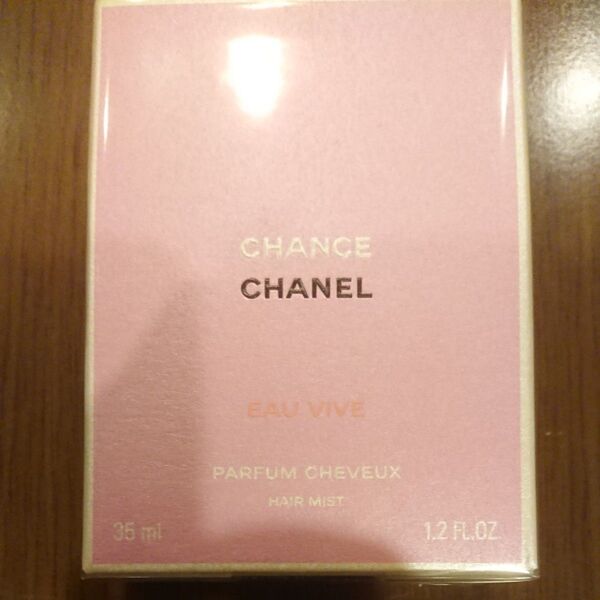 CHANCE
CHANEL
EAU VIVE
PARFUM CHEVEUX
HAIR MIST
35 ml 1.2 FL.OZ.